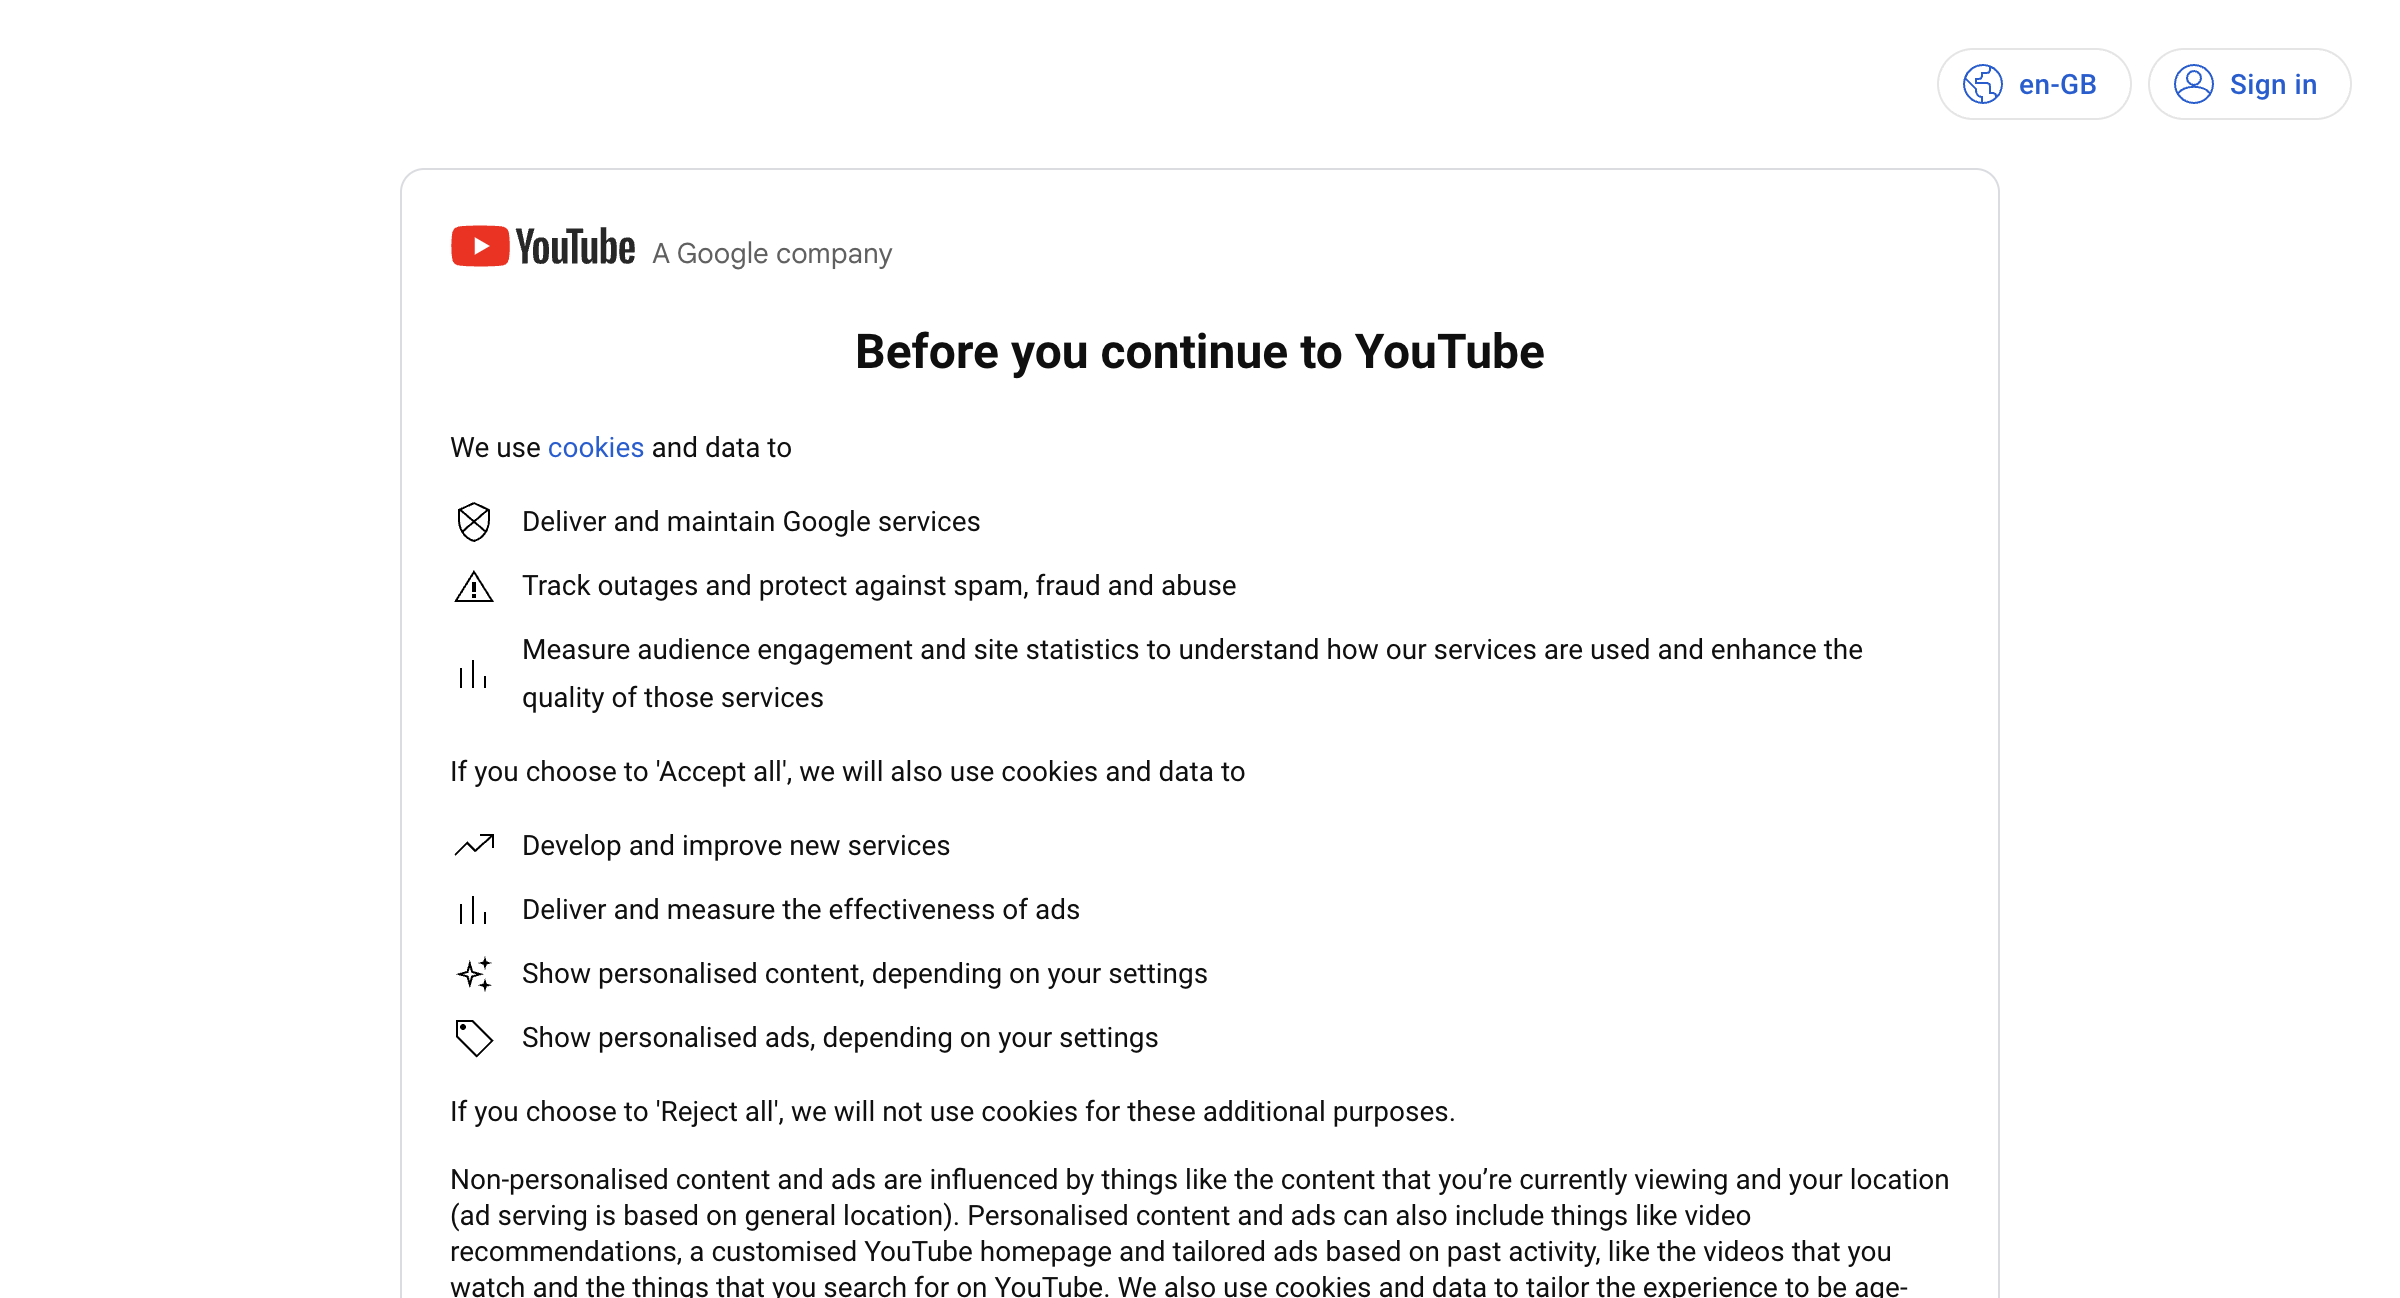 en-GB
Sign in
YouTube A Google company
Before you continue to YouTube
We use cookies and data to
Deliver and maintain Google services
Track outages and protect against spam, fraud and abuse
Measure audience engagement and site statistics to understand how our services are used and enhance the
quality of those services
If you choose to 'Accept all', we will also use cookies and data to
Develop and improve new services
Deliver and measure the effectiveness of ads
Show personalised content, depending on your settings
Show personalised ads, depending on your settings
If you choose to 'Reject all', we will not use cookies for these additional purposes.
Non-personalised content and ads are influenced by things like the content that you’re currently viewing and your location
(ad serving is based on general location). Personalised content and ads can also include things like video
recommendations, a customised YouTube homepage and tailored ads based on past activity, like the videos that you
watch and the things that you search for on YouTube. We also use cookies and data to tailor the experience to be age-